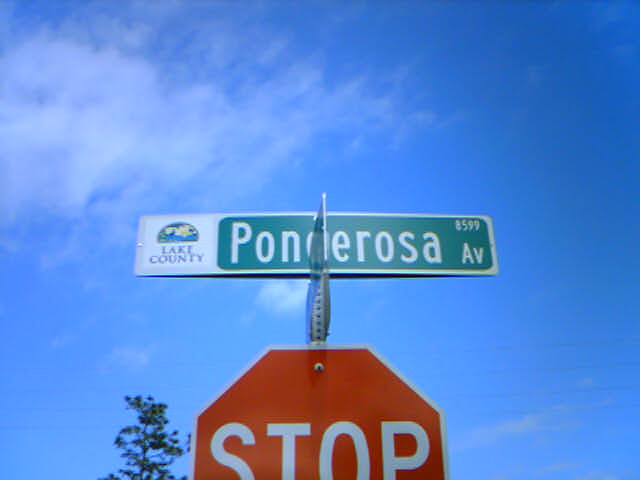 8599
LAKE
COUNTY
Ponderosa Av
STOP